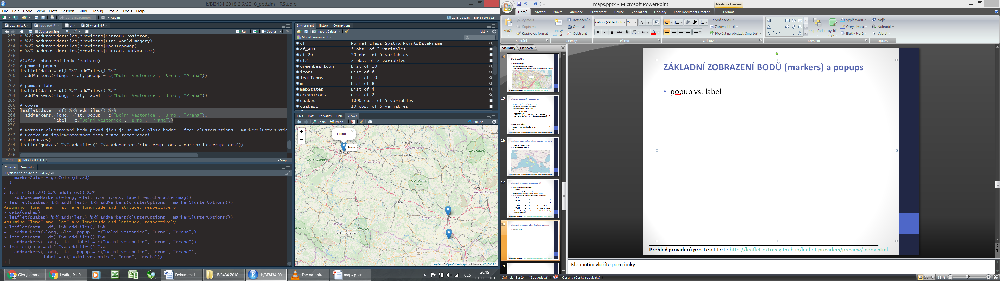 H:/Bi3434 2018 2.6/2018_podzim - RStudio
File Edit Code View Plots Session Build Debug Profile Tools Help
Go to file/function Addins 2018_podzim — Bi3434 2018 2.6
poznamky.R maps_pok.R* df 08_cviceni_8.R
Source on Save Run Source
252 m %>% addProviderTiles(providers$CartoDB.Positron)
253 m %>% addProviderTiles(providers$Esri.WorldImagery)
254 m %>% addProviderTiles(providers$OpenTopoMap)
255 m %>% addProviderTiles(providers$CartoDB.DarkMatter)
256
257 ###### zobrazeni bodu (markeru)
258 # pomoci popup
259 leaflet(data = df) %>% addTiles() %>%
260 addMarkers(~long, ~lat, popup = c("Dolni Vestonice", "Brno", "Praha"))
261
262 # pomoci label
263 leaflet(data = df) %>% addTiles() %>%
264 addMarkers(~long, ~lat, label = c("Dolni Vestonice", "Brno", "Praha"))
265
266 # oboje
267 leaflet(data = df) %>% addTiles() %>%
268 addMarkers(~long, ~lat, popup = c("Dolni Vestonice", "Brno", "Praha"),
269 label = c("Dolni Vestonice", "Brno", "Praha"))
270
271 # moznost clustrovani bodu pokud jich je na male plose hodne - fce: clusterOptions = markerClusterOptic
272 # ukazka na implementovanem data.frame zemetreseni
273 data(quakes)
274 leaflet(quakes) %>% addTiles() %>% addMarkers(clusterOptions = markerClusterOptions())
275
276
267:1 BALICEK LEAFLET R Script
Console Terminal
H:/Bi3434 2018 2.6/2018_podzim/
+ markerColor = getColor(df.20)
+ )
>
> leaflet(df.20) %>% addTiles() %>%
+ addAwesomeMarkers(~long, ~lat, icon=icons, label=~as.character(mag))
> leaflet(quakes) %>% addTiles() %>% addMarkers(clusterOptions = markerClusterOptions())
Assuming "long" and "lat" are longitude and latitude, respectively
> data(quakes)
> leaflet(quakes) %>% addTiles() %>% addMarkers(clusterOptions = markerClusterOptions())
Assuming "long" and "lat" are longitude and latitude, respectively
> leaflet(data = df) %>% addTiles() %>%
+ addMarkers(~long, ~lat, popup = c("Dolni Vestonice", "Brno", "Praha"))
> leaflet(data = df) %>% addTiles() %>%
+ addMarkers(~long, ~lat, label = c("Dolni Vestonice", "Brno", "Praha"))
> leaflet(data = df) %>% addTiles() %>%
+ addMarkers(~long, ~lat, popup = c("Dolni Vestonice", "Brno", "Praha"),
+ label = c("Dolni Vestonice", "Brno", "Praha"))
>
Environment History Connections
Import Dataset List
Global Environment
df Formal class SpatialPointsDataFrame
df_Aus 5 obs. of 2 variables
df.20 20 obs. of 5 variables
df2 2 obs. of 2 variables
greenLeafIcon List of 10
icons List of 8
leafIcons List of 10
m List of 8
mapStates List of 4
oceanIcons List of 2
quakes 1000 obs. of 5 variables
quakes1 10 obs. of 5 variables
Files Plots Packages Help Viewer
Zoom Export Publish
+
−
Praha
Praha
Praha
Hradec Králové
Severovýchod
CHKO Jeseníky
Pardubice
CHKO Křivoklátsko
Střední Čechy
CHKO Žďárské vrchy
Olomouc
Střední Morava
Jihlava
Jihovýchod
Brno
Jihozápad
CHKO Třeboňsko
České Budějovice
NP Šumava
Leaflet | © OpenStreetMap contributors, CC-BY-SA
maps.pptx - Microsoft PowerPoint
Nástroje kreslení
Domů Vložení Návrh Animace Prezentace Revize Zobrazení Doplňky Easy Document Creator Formát
Vložit
Vyjmout
Kopírovat
Kopírovat formát
Schránka
Nový snímek
Rozložení
Obnovit
Odstranit
Snímky
Calibri (Základní te 22
B I U abc S AV Aa A
Písmo
Směr textu
Zarovnat text
Převést na obrázek SmartArt
Odstavec
Uspořádat
Rychlé styly
Výplň tvaru
Obrys tvaru
Efekty tvarů
Kreslení
Najít
Nahradit
Vybrat
Úpravy
Snímky Osnova
14
leaflet
15
16
17
18
19
ZÁKLADNÍ ZOBRAZENÍ BODŮ (markers) a popups
• popup vs. label
Přehled providerů pro leaflet: http://leaflet-extras.github.io/leaflet-providers/preview/index.html
Klepnutím vložíte poznámky.
Snímek 18 z 24 "Sousedství" Čeština (Česká republika) 88 %
Gloryhamme... Leaflet for R ... Dokument1 -... Bi3434 2018 ... H:/Bi3434 20... The Vampire... maps.pptx
CES
20:19
10. 11. 2018